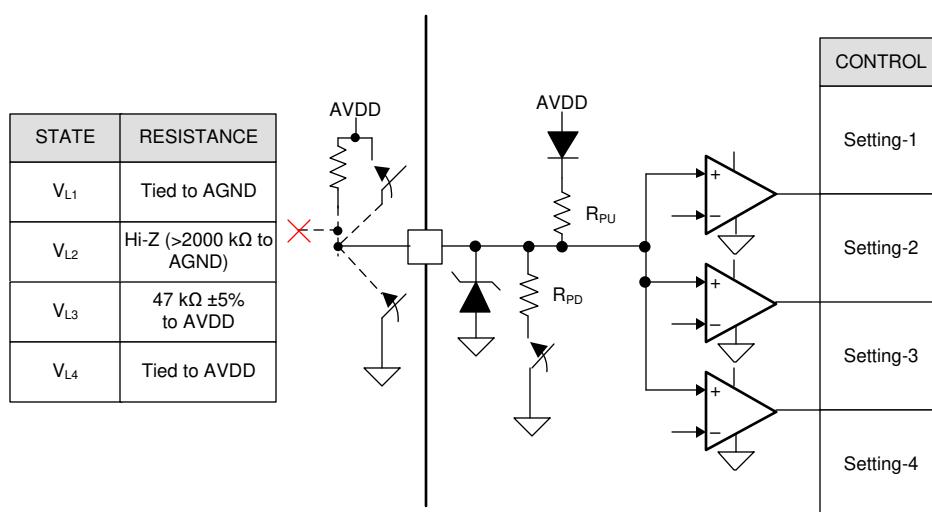 STATE RESISTANCE
V_L1 Tied to AGND
V_L2 Hi-Z (>2000 kΩ to
AGND)
V_L3 47 kΩ ±5%
to AVDD
V_L4 Tied to AVDD
AVDD
AVDD
R_PU
R_PD
+
−
+
−
+
−
CONTROL
Setting-1
Setting-2
Setting-3
Setting-4